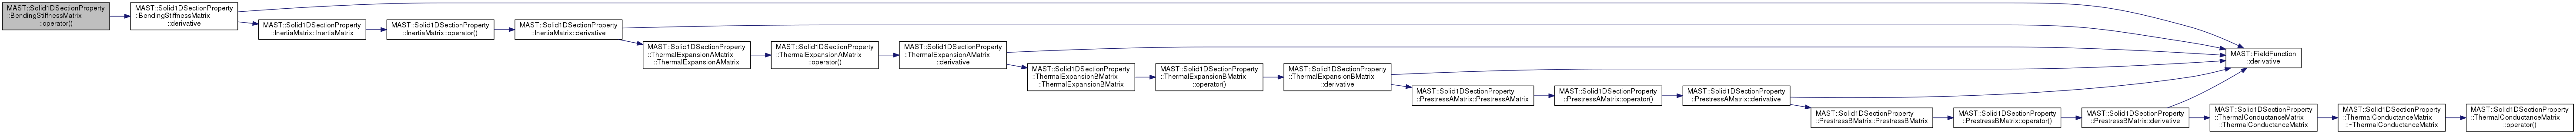 MAST::Solid1DSectionProperty
::BendingStiffnessMatrix
::operator()
MAST::Solid1DSectionProperty
::BendingStiffnessMatrix
::derivative
MAST::Solid1DSectionProperty
::InertiaMatrix::InertiaMatrix
MAST::Solid1DSectionProperty
::InertiaMatrix::operator()
MAST::Solid1DSectionProperty
::InertiaMatrix::derivative
MAST::Solid1DSectionProperty
::ThermalExpansionAMatrix
::ThermalExpansionAMatrix
MAST::Solid1DSectionProperty
::ThermalExpansionAMatrix
::operator()
MAST::Solid1DSectionProperty
::ThermalExpansionAMatrix
::derivative
MAST::Solid1DSectionProperty
::ThermalExpansionBMatrix
::ThermalExpansionBMatrix
MAST::Solid1DSectionProperty
::ThermalExpansionBMatrix
::operator()
MAST::Solid1DSectionProperty
::ThermalExpansionBMatrix
::derivative
MAST::Solid1DSectionProperty
::PrestressAMatrix::PrestressAMatrix
MAST::Solid1DSectionProperty
::PrestressAMatrix::operator()
MAST::Solid1DSectionProperty
::PrestressAMatrix::derivative
MAST::Solid1DSectionProperty
::PrestressBMatrix::PrestressBMatrix
MAST::Solid1DSectionProperty
::PrestressBMatrix::operator()
MAST::Solid1DSectionProperty
::PrestressBMatrix::derivative
MAST::FieldFunction
::derivative
MAST::Solid1DSectionProperty
::ThermalConductanceMatrix
::ThermalConductanceMatrix
MAST::Solid1DSectionProperty
::ThermalConductanceMatrix
::~ThermalConductanceMatrix
MAST::Solid1DSectionProperty
::ThermalConductanceMatrix
::operator()